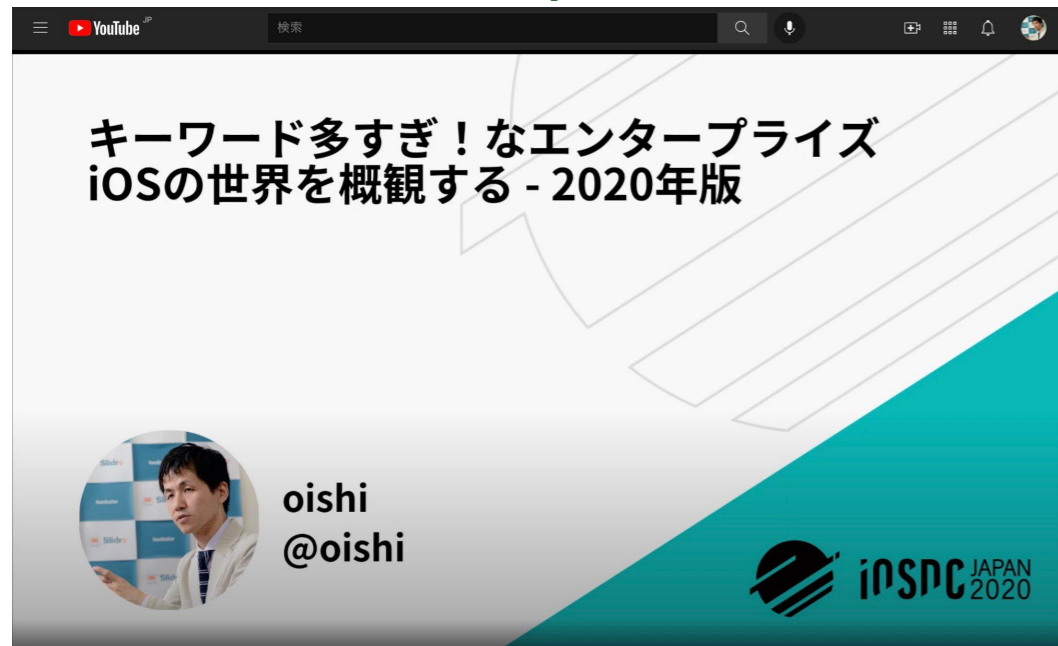 YouTube JP
検索
キーワード多すぎ！なエンタープライズ
iOSの世界を概観する - 2020年版
Slidrs
oishi
@oishi
iOSDC JAPAN
2020